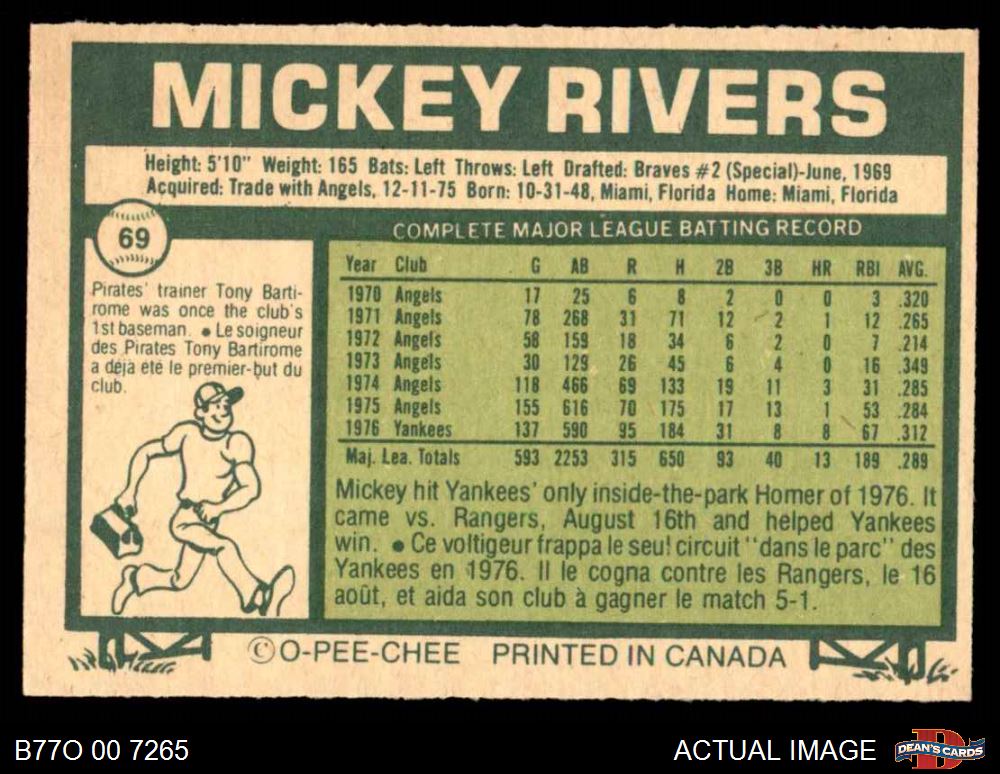 MICKEY RIVERS
Height: 5'10" Weight: 165 Bats: Left Throws: Left Drafted: Braves #2 (Special)-June, 1969
Acquired: Trade with Angels, 12-11-75 Born: 10-31-48, Miami, Florida Home: Miami, Florida
69
Pirates' trainer Tony Barti-
rome was once the club's
1st baseman. ● Le soigneur
des Pirates Tony Bartirome
a déjà été le premier-but du
club.
COMPLETE MAJOR LEAGUE BATTING RECORD
Year Club G AB R H 2B 3B HR RBI AVG.
1970 Angels 17 25 6 8 2 0 0 3 .320
1971 Angels 78 268 31 71 12 2 1 12 .265
1972 Angels 58 159 18 34 6 2 0 7 .214
1973 Angels 30 129 26 45 6 4 0 16 .349
1974 Angels 118 466 69 133 19 11 3 31 .285
1975 Angels 155 616 70 175 17 13 1 53 .284
1976 Yankees 137 590 95 184 31 8 8 67 .312
Maj. Lea. Totals 593 2253 315 650 93 40 13 189 .289
Mickey hit Yankees' only inside-the-park Homer of 1976. It
came vs. Rangers, August 16th and helped Yankees
win. ● Ce voltigeur frappa le seul circuit "dans le parc" des
Yankees en 1976. Il le cogna contre les Rangers, le 16
août, et aida son club à gagner le match 5-1.
© O-PEE-CHEE PRINTED IN CANADA
B77O 00 7265
ACTUAL IMAGE
D
DEAN'S CARDS